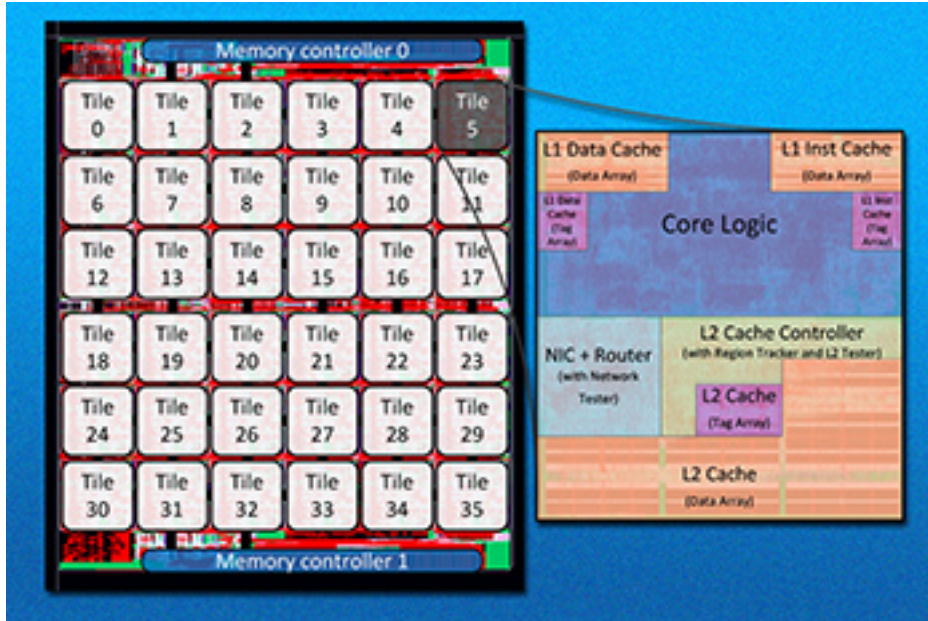 Memory controller 0
Tile 0
Tile 1
Tile 2
Tile 3
Tile 4
Tile 5
Tile 6
Tile 7
Tile 8
Tile 9
Tile 10
Tile 11
Tile 12
Tile 13
Tile 14
Tile 15
Tile 16
Tile 17
Tile 18
Tile 19
Tile 20
Tile 21
Tile 22
Tile 23
Tile 24
Tile 25
Tile 26
Tile 27
Tile 28
Tile 29
Tile 30
Tile 31
Tile 32
Tile 33
Tile 34
Tile 35
Memory controller 1
L1 Data Cache
(Data Array)
L1 Inst Cache
(Data Array)
L1 Data
Cache
(Tag
Array)
Core Logic
L1 Inst
Cache
(Tag
Array)
NIC + Router
(with Network
Tester)
L2 Cache Controller
(with Region Tracker and L2 Tester)
L2 Cache
(Tag Array)
L2 Cache
(Data Array)